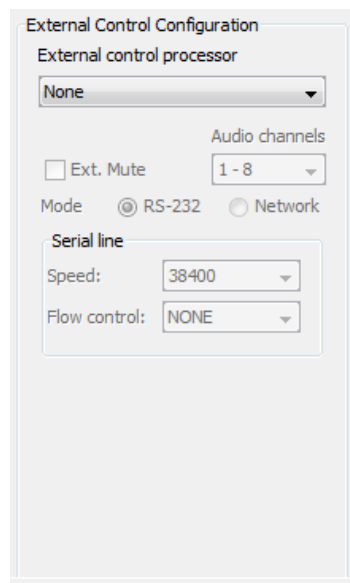 External Control Configuration
External control processor
None
Audio channels
Ext. Mute 1 - 8
Mode RS-232 Network
Serial line
Speed: 38400
Flow control: NONE